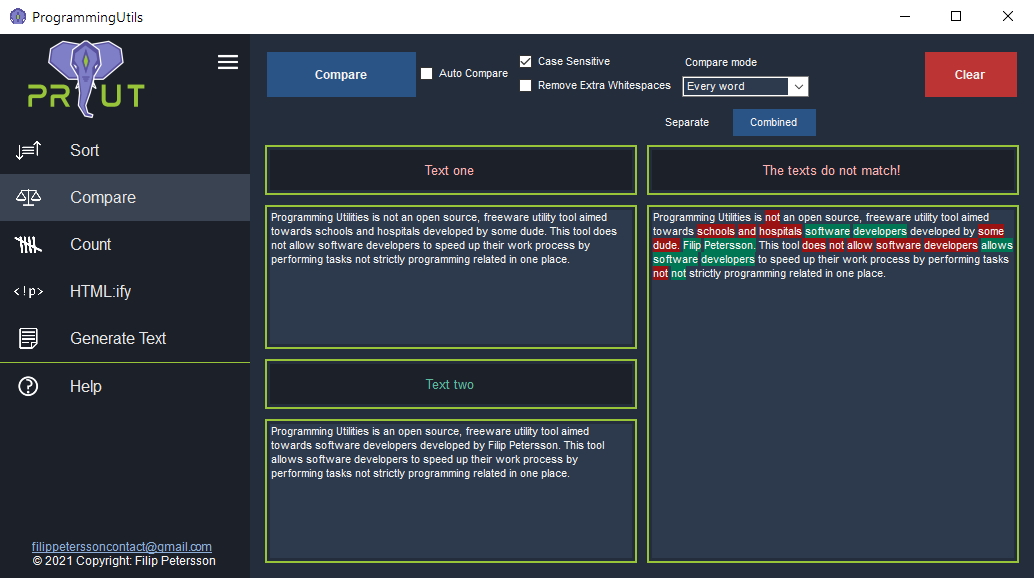 ProgrammingUtils
PR UT
Sort
Compare
Count
<!p> HTML:ify
Generate Text
Help
filippeterssoncontact@gmail.com
© 2021 Copyright: Filip Petersson
Compare
Auto Compare
Case Sensitive
Remove Extra Whitespaces
Compare mode
Every word
Clear
Separate Combined
Text one
Programming Utilities is not an open source, freeware utility tool aimed
towards schools and hospitals developed by some dude. This tool does
not allow software developers to speed up their work process by
performing tasks not strictly programming related in one place.
Text two
Programming Utilities is an open source, freeware utility tool aimed
towards software developers developed by Filip Petersson. This tool
allows software developers to speed up their work process by
performing tasks not strictly programming related in one place.
The texts do not match!
Programming Utilities is not an open source, freeware utility tool aimed
towards schools and hospitals software developers developed by some
dude. Filip Petersson. This tool does not allow software developers allows
software developers to speed up their work process by performing tasks
not not strictly programming related in one place.